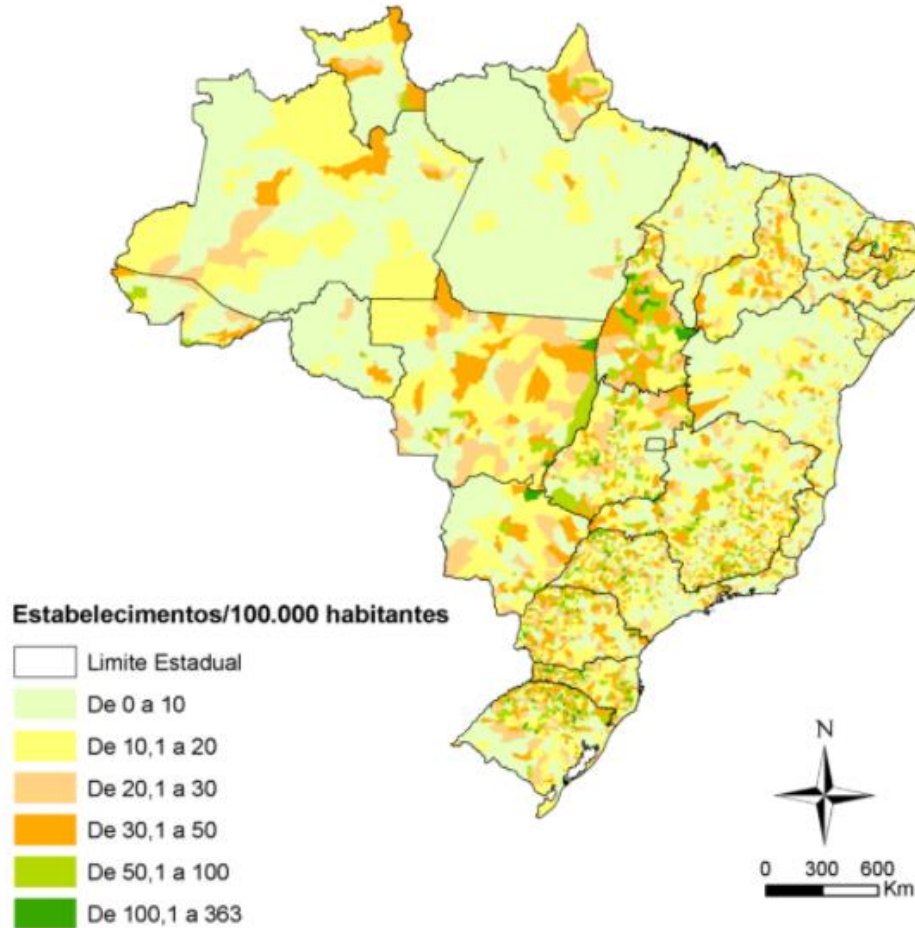 Estabelecimentos/100.000 habitantes
Limite Estadual
De 0 a 10
De 10,1 a 20
De 20,1 a 30
De 30,1 a 50
De 50,1 a 100
De 100,1 a 363
N
0 300 600
Km